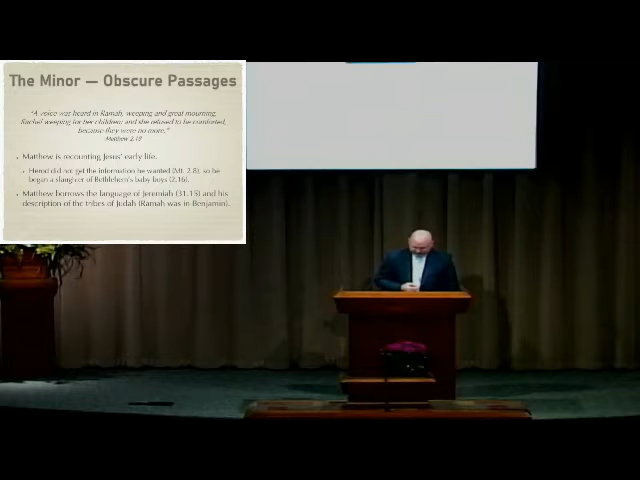 The Minor — Obscure Passages
"A voice was heard in Ramah, weeping and great mourning,
Rachel weeping for her children; and she refused to be comforted,
because they were no more."
Matthew 2.18
Matthew is recounting Jesus' early life.
Herod did not get the information he wanted (Mt. 2.8), so he
began a slaughter of Bethlehem's baby boys (2.16).
Matthew borrows the language of Jeremiah (31.15) and his
description of the tribes of Judah (Ramah was in Benjamin).